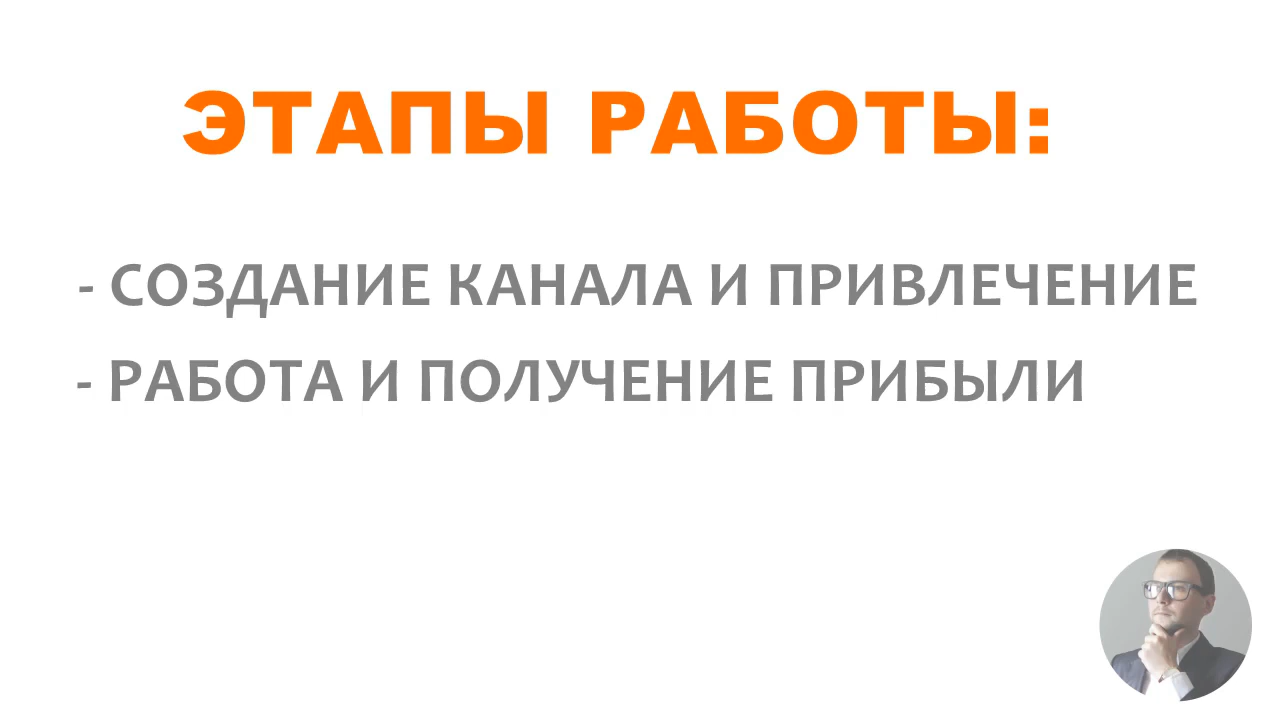 ЭТАПЫ РАБОТЫ:
- СОЗДАНИЕ КАНАЛА И ПРИВЛЕЧЕНИЕ
- РАБОТА И ПОЛУЧЕНИЕ ПРИБЫЛИ